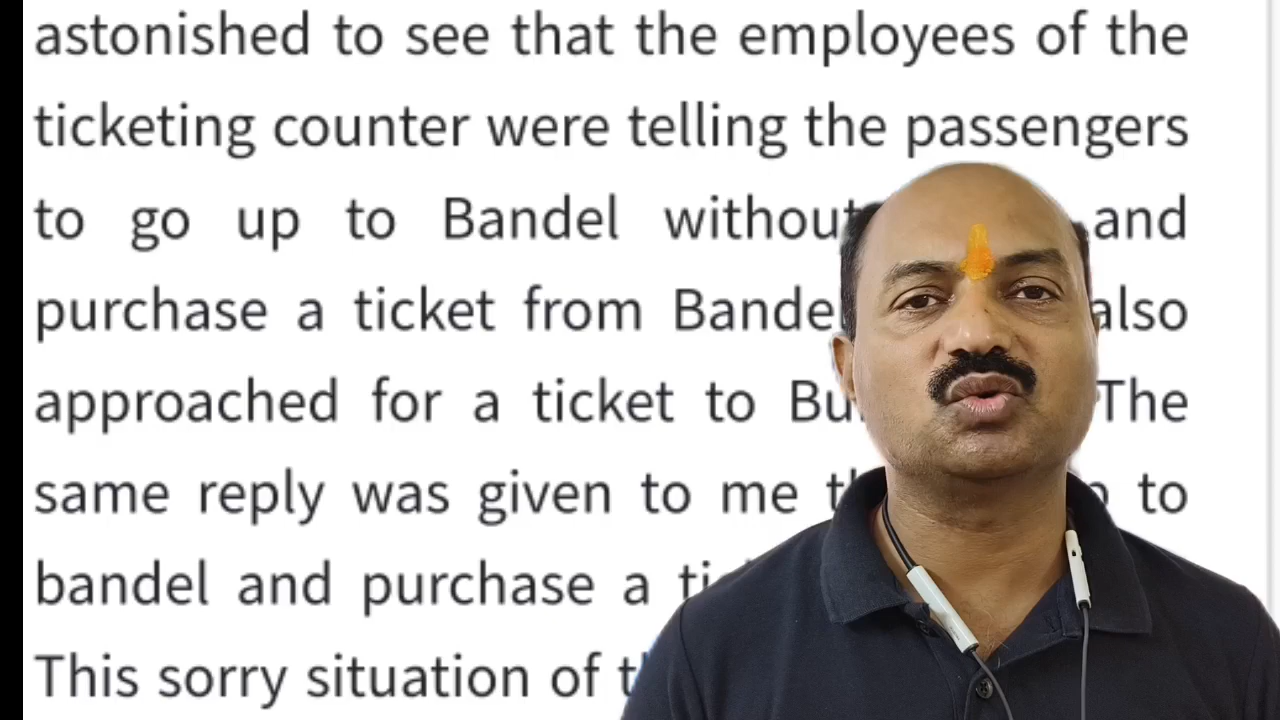 astonished to see that the employees of the
ticketing counter were telling the passengers
to go up to Bandel without and
purchase a ticket from Bandel also
approached for a ticket to The
same reply was given to me to
bandel and purchase a
This sorry situation of